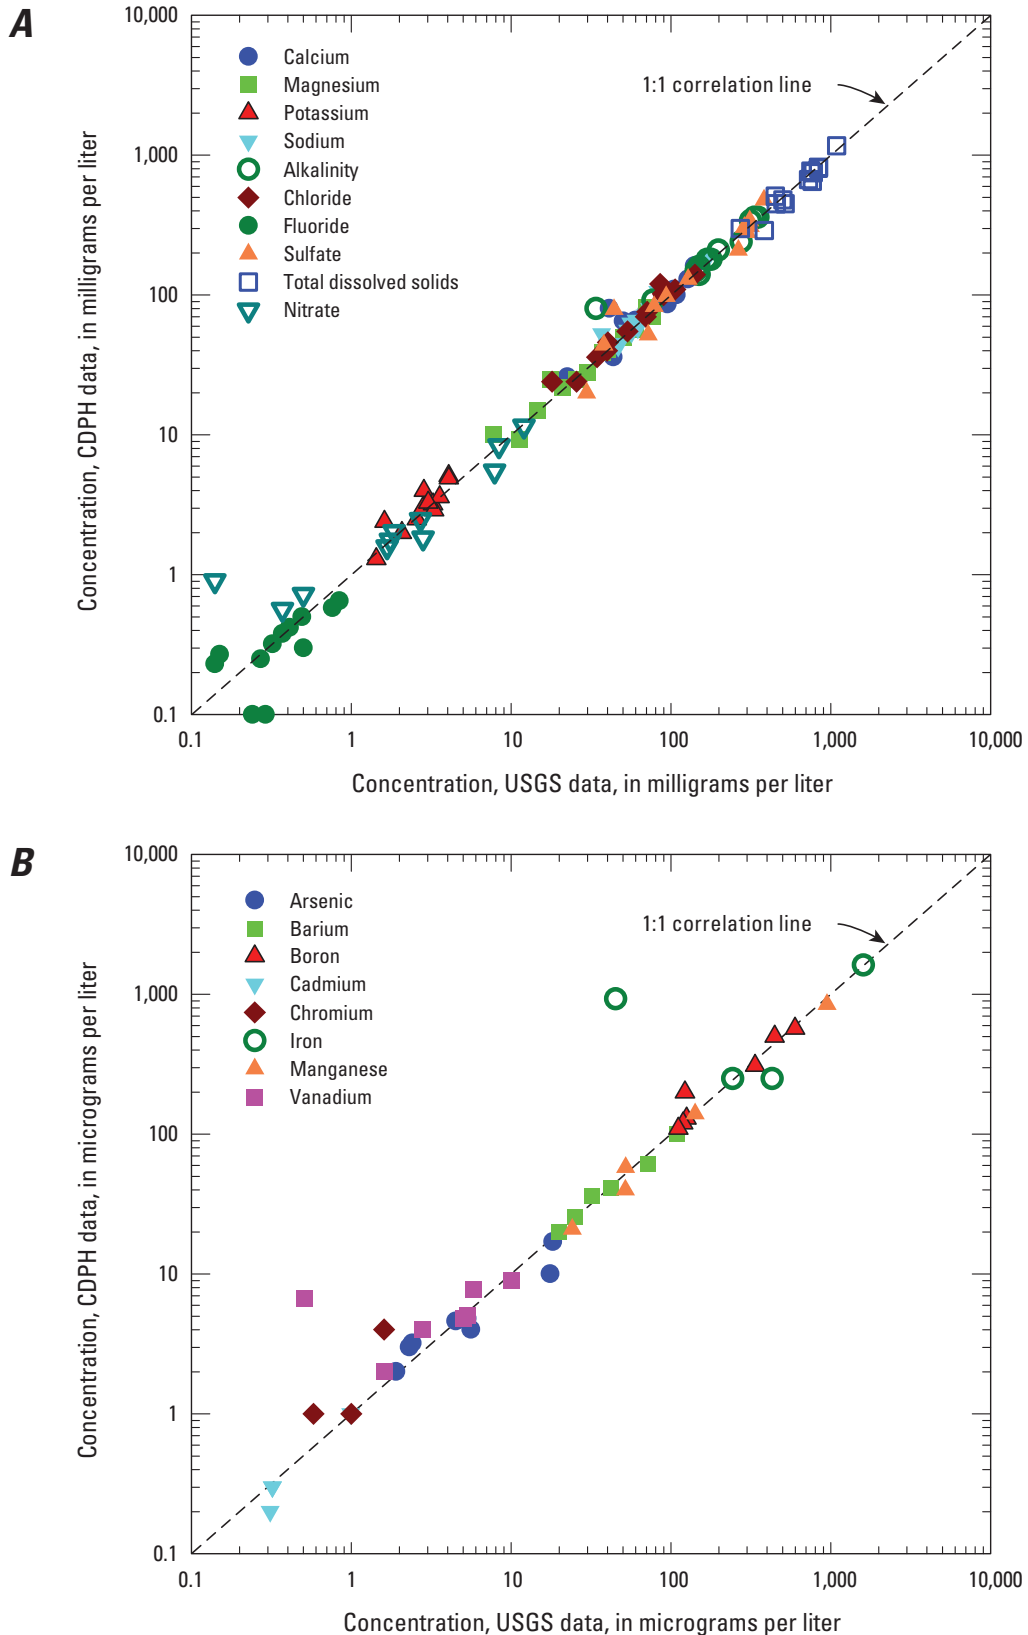 A
10,000
1,000
100
10
1
0.1
Concentration, CDPH data, in milligrams per liter
Calcium
Magnesium
Potassium
Sodium
Alkalinity
Chloride
Fluoride
Sulfate
Total dissolved solids
Nitrate
1:1 correlation line
0.1 1 10 100 1,000 10,000
Concentration, USGS data, in milligrams per liter
B
10,000
1,000
100
10
1
0.1
Concentration, CDPH data, in micrograms per liter
Arsenic
Barium
Boron
Cadmium
Chromium
Iron
Manganese
Vanadium
1:1 correlation line
0.1 1 10 100 1,000 10,000
Concentration, USGS data, in micrograms per liter